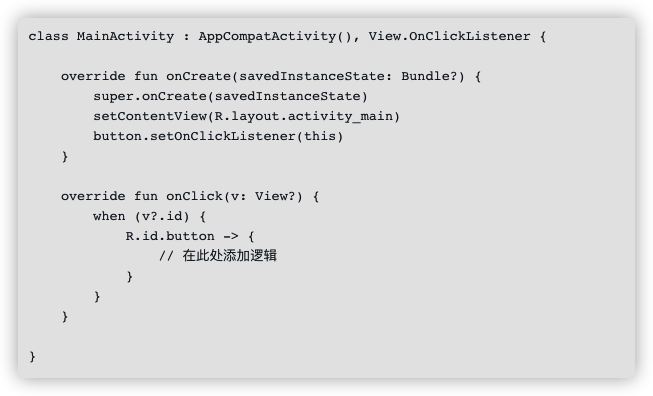 class MainActivity : AppCompatActivity(), View.OnClickListener {
    override fun onCreate(savedInstanceState: Bundle?) {
        super.onCreate(savedInstanceState)
        setContentView(R.layout.activity_main)
        button.setOnClickListener(this)
    }
    override fun onClick(v: View?) {
        when (v?.id) {
            R.id.button -> {
                // 在此处添加逻辑
            }
        }
    }
}